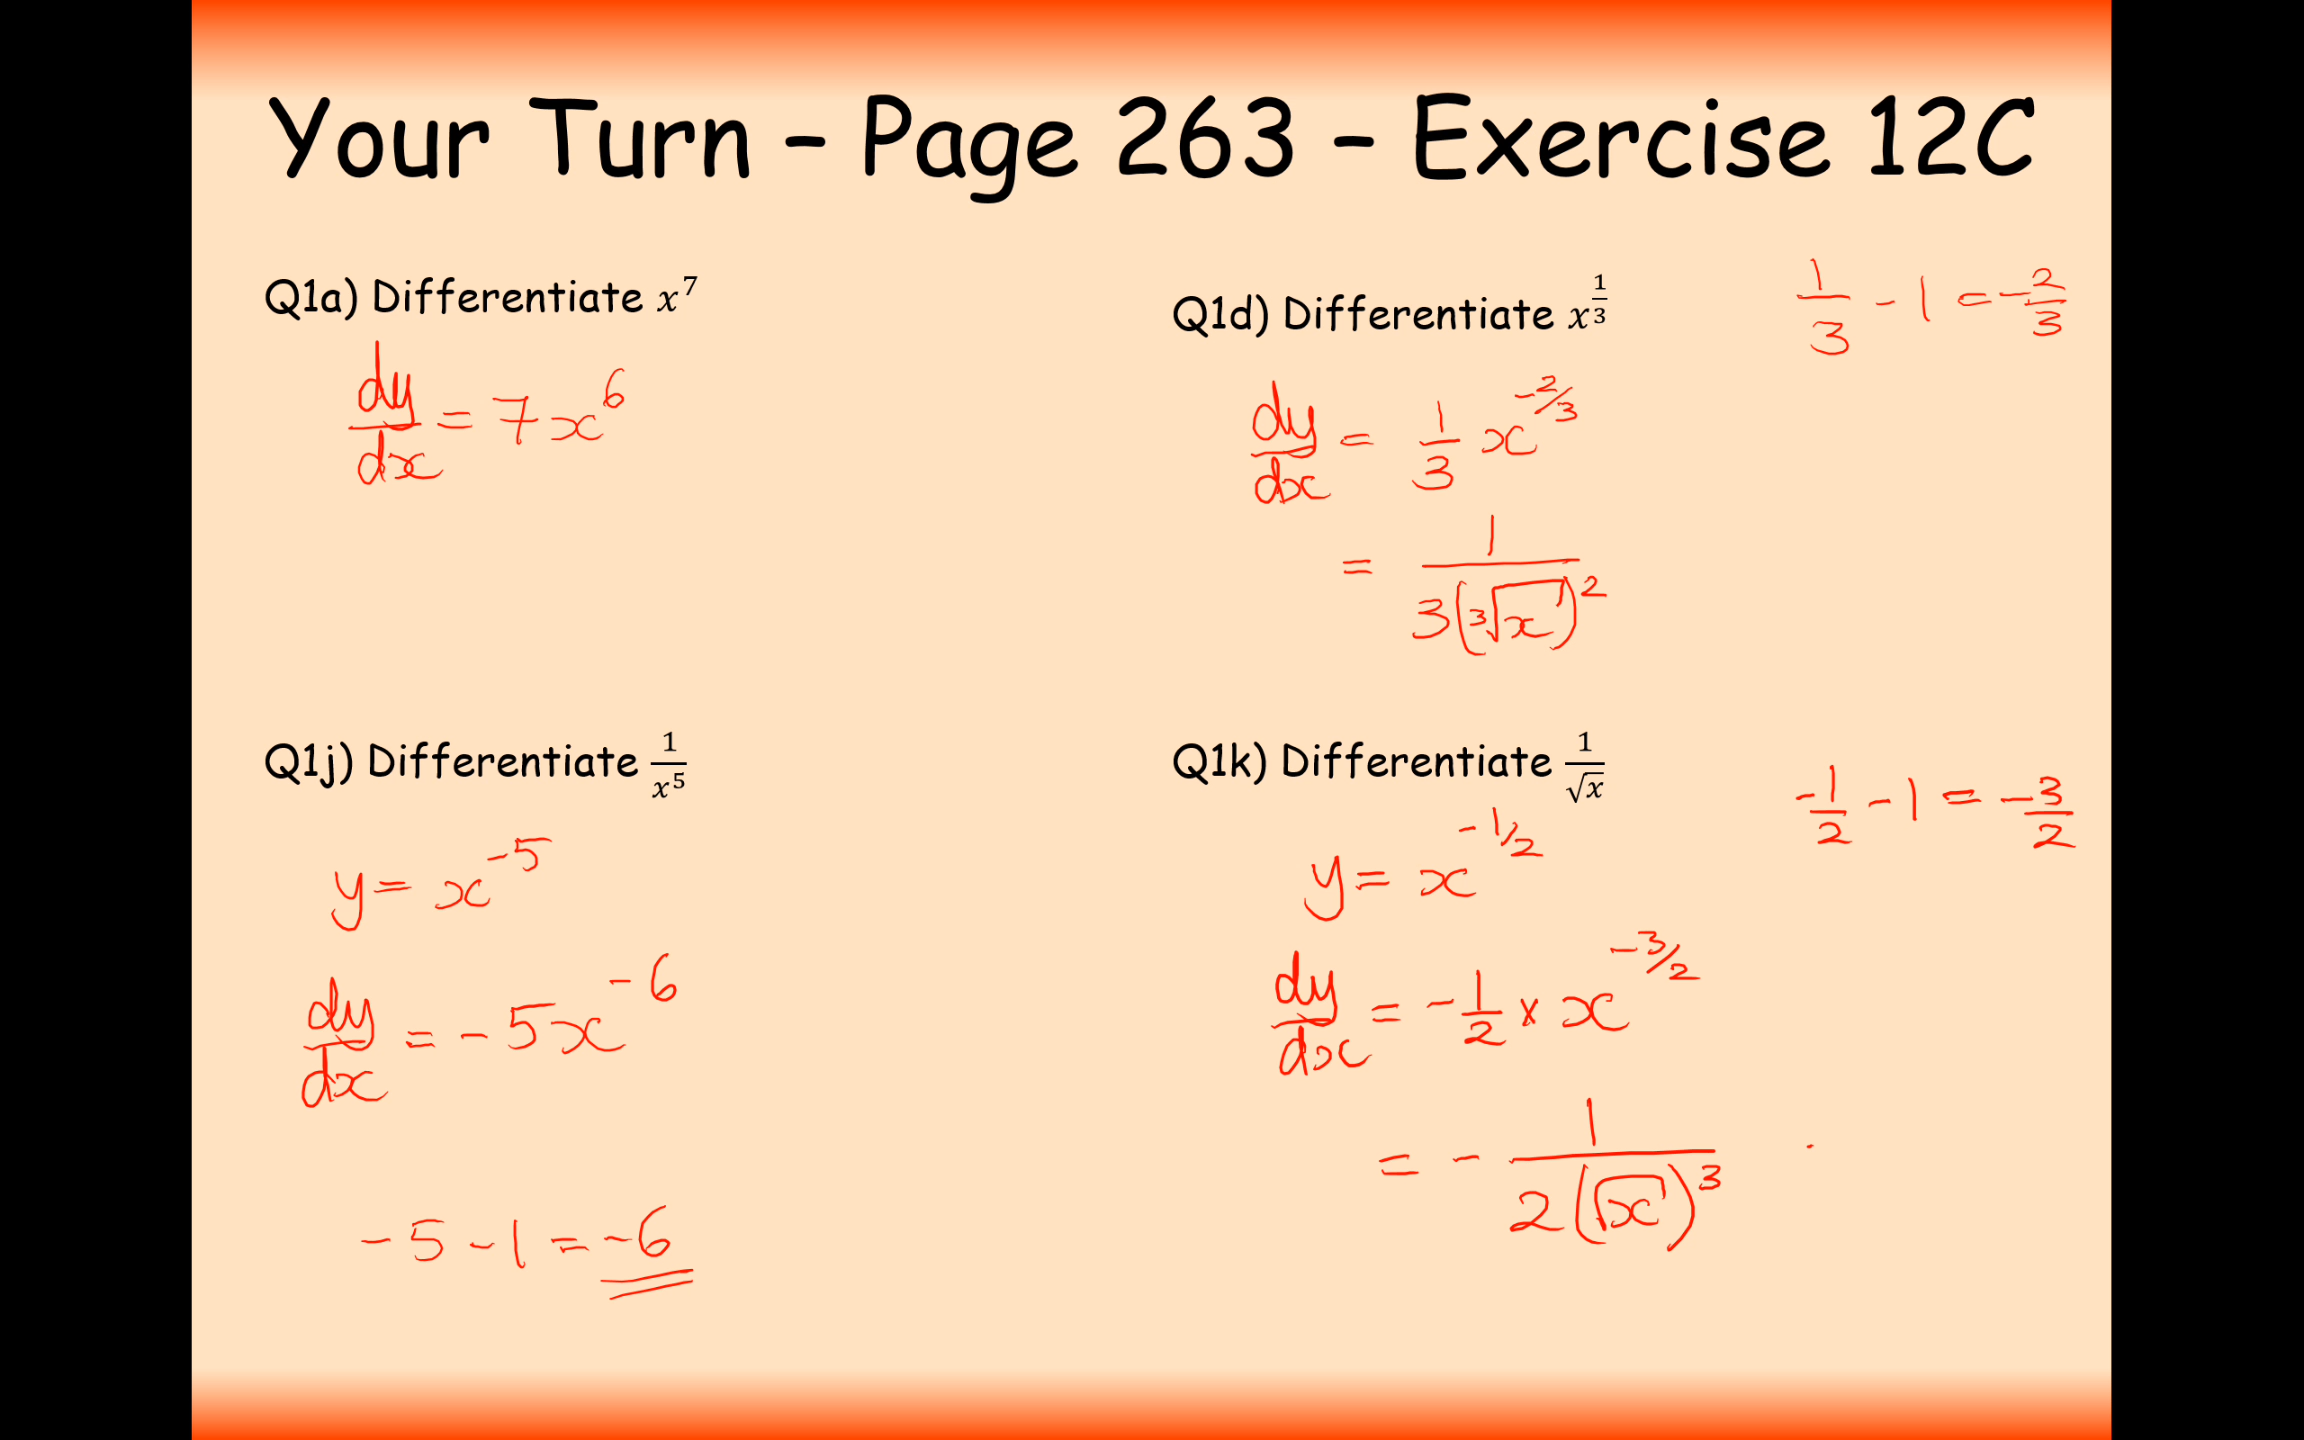 Your Turn – Page 263 – Exercise 12C
Q1a) Differentiate x^7
dy/dx = 7x^6
Q1d) Differentiate x^(1/3)
1/3 - 1 = -2/3
dy/dx = 1/3 x^(-2/3)
= 1/(3(∛x)^2)
Q1j) Differentiate 1/x^5
y = x^-5
dy/dx = -5x^-6
-5 - 1 = -6
Q1k) Differentiate 1/√x
-1/2 - 1 = -3/2
y = x^(-1/2)
dy/dx = -1/2 × x^(-3/2)
= - 1/(2(√x)^3)